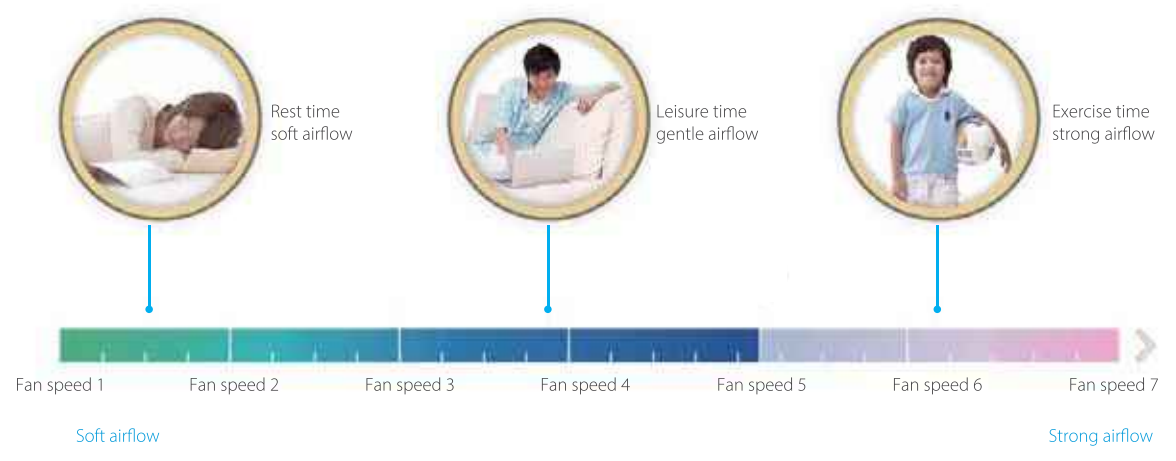 Rest time
soft airflow
Leisure time
gentle airflow
Exercise time
strong airflow
Fan speed 1
Fan speed 2
Fan speed 3
Fan speed 4
Fan speed 5
Fan speed 6
Fan speed 7
Soft airflow
Strong airflow